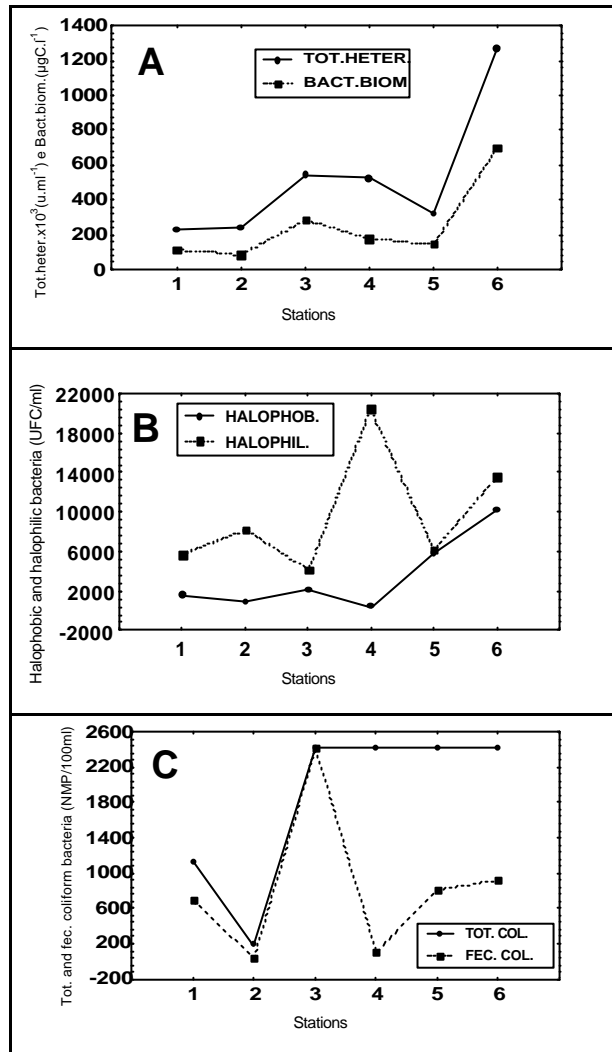 A
TOT.HETER.
BACT.BIOM
Tot.heter.x10³(u.ml⁻¹) e Bact.biom.(µgC.l⁻¹)
1400
1200
1000
800
600
400
200
0
1 2 3 4 5 6
Stations
B
HALOPHOB.
HALOPHIL.
Halophobic and halophilic bacteria (UFC/ml)
22000
18000
14000
10000
6000
2000
-2000
1 2 3 4 5 6
Stations
C
Tot. and fec. coliform bacteria (NMP/100ml)
2600
2200
1800
1400
1000
600
200
-200
TOT. COL.
FEC. COL.
1 2 3 4 5 6
Stations